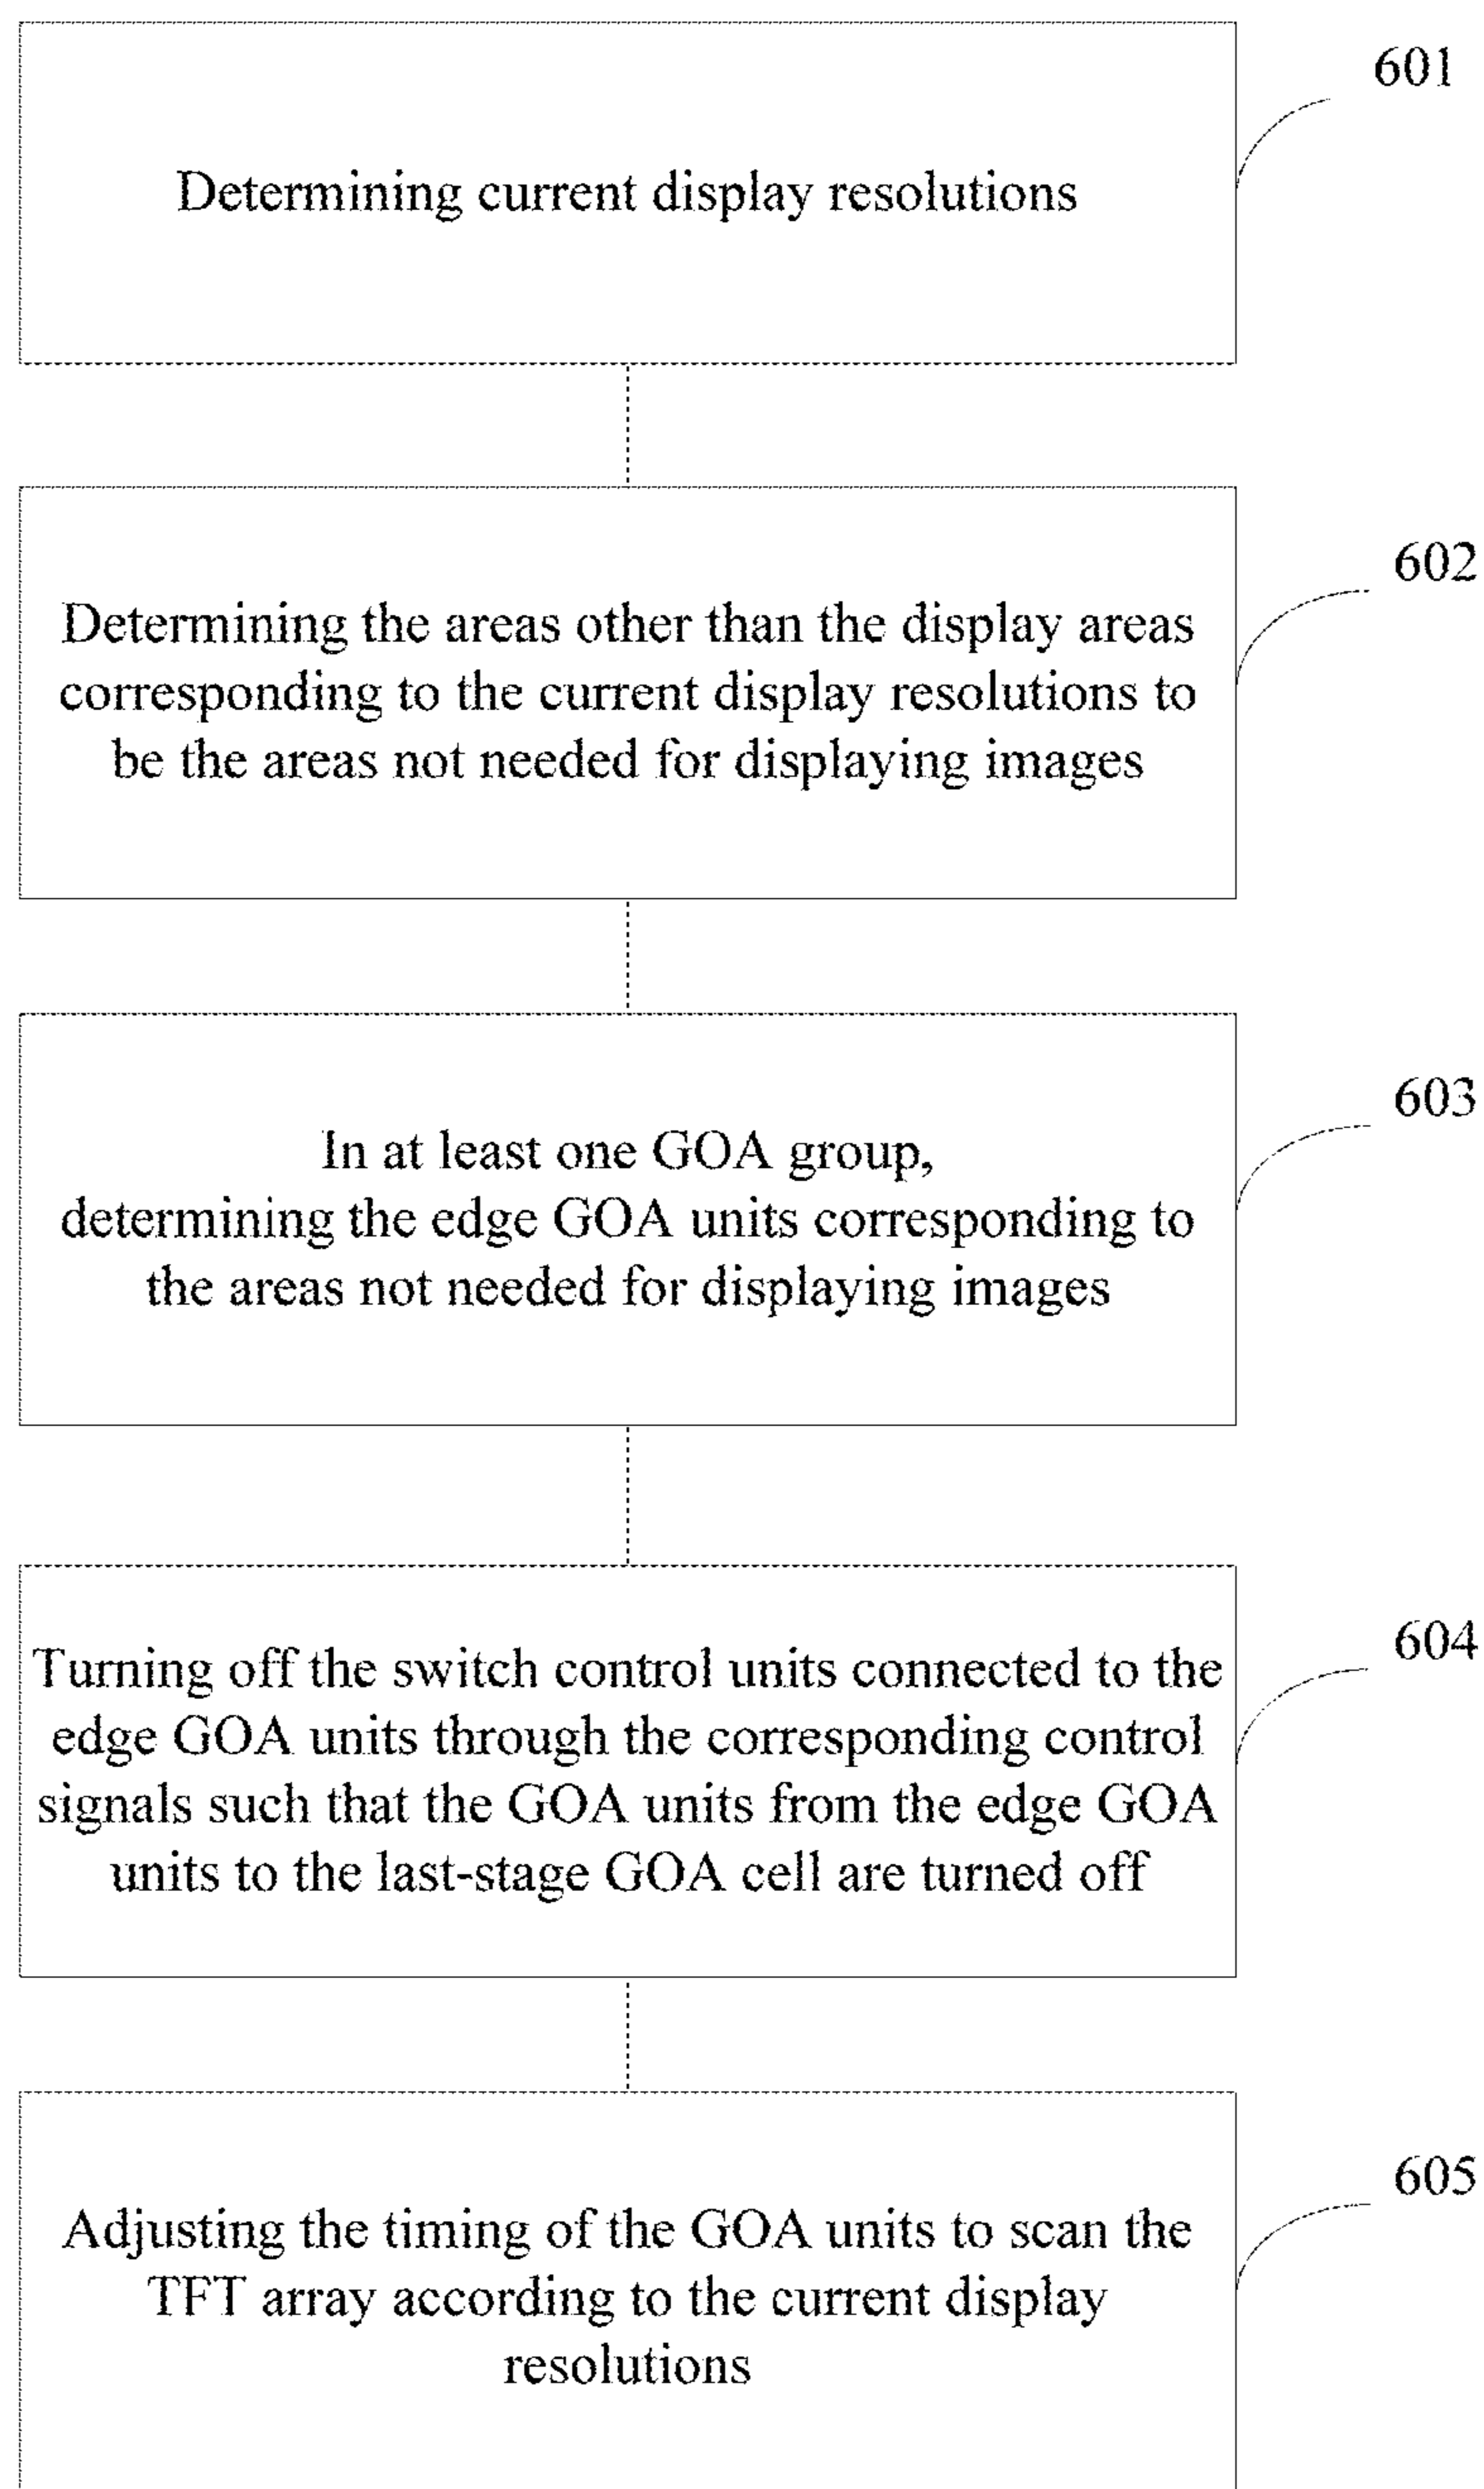 601
Determining current display resolutions
602
Determining the areas other than the display areas
corresponding to the current display resolutions to
be the areas not needed for displaying images
603
In at least one GOA group,
determining the edge GOA units corresponding to
the areas not needed for displaying images
604
Turning off the switch control units connected to the
edge GOA units through the corresponding control
signals such that the GOA units from the edge GOA
units to the last-stage GOA cell are turned off
605
Adjusting the timing of the GOA units to scan the
TFT array according to the current display
resolutions